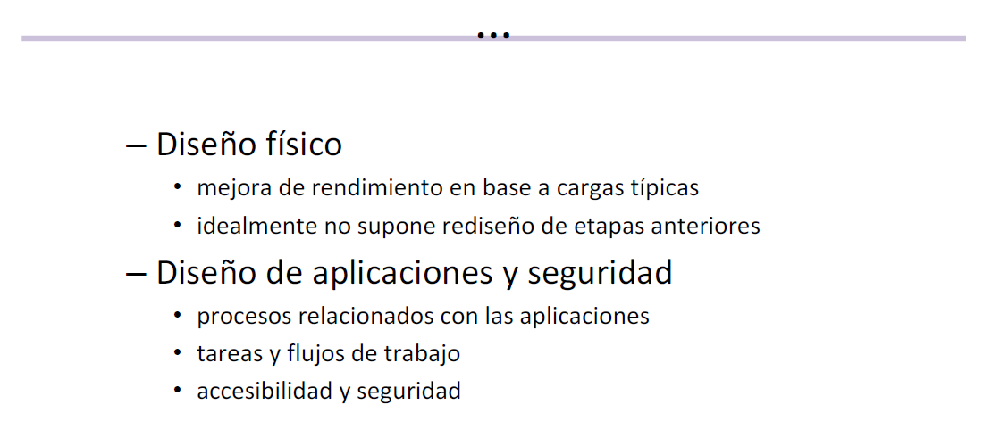 ...
– Diseño físico
• mejora de rendimiento en base a cargas típicas
• idealmente no supone rediseño de etapas anteriores
– Diseño de aplicaciones y seguridad
• procesos relacionados con las aplicaciones
• tareas y flujos de trabajo
• accesibilidad y seguridad